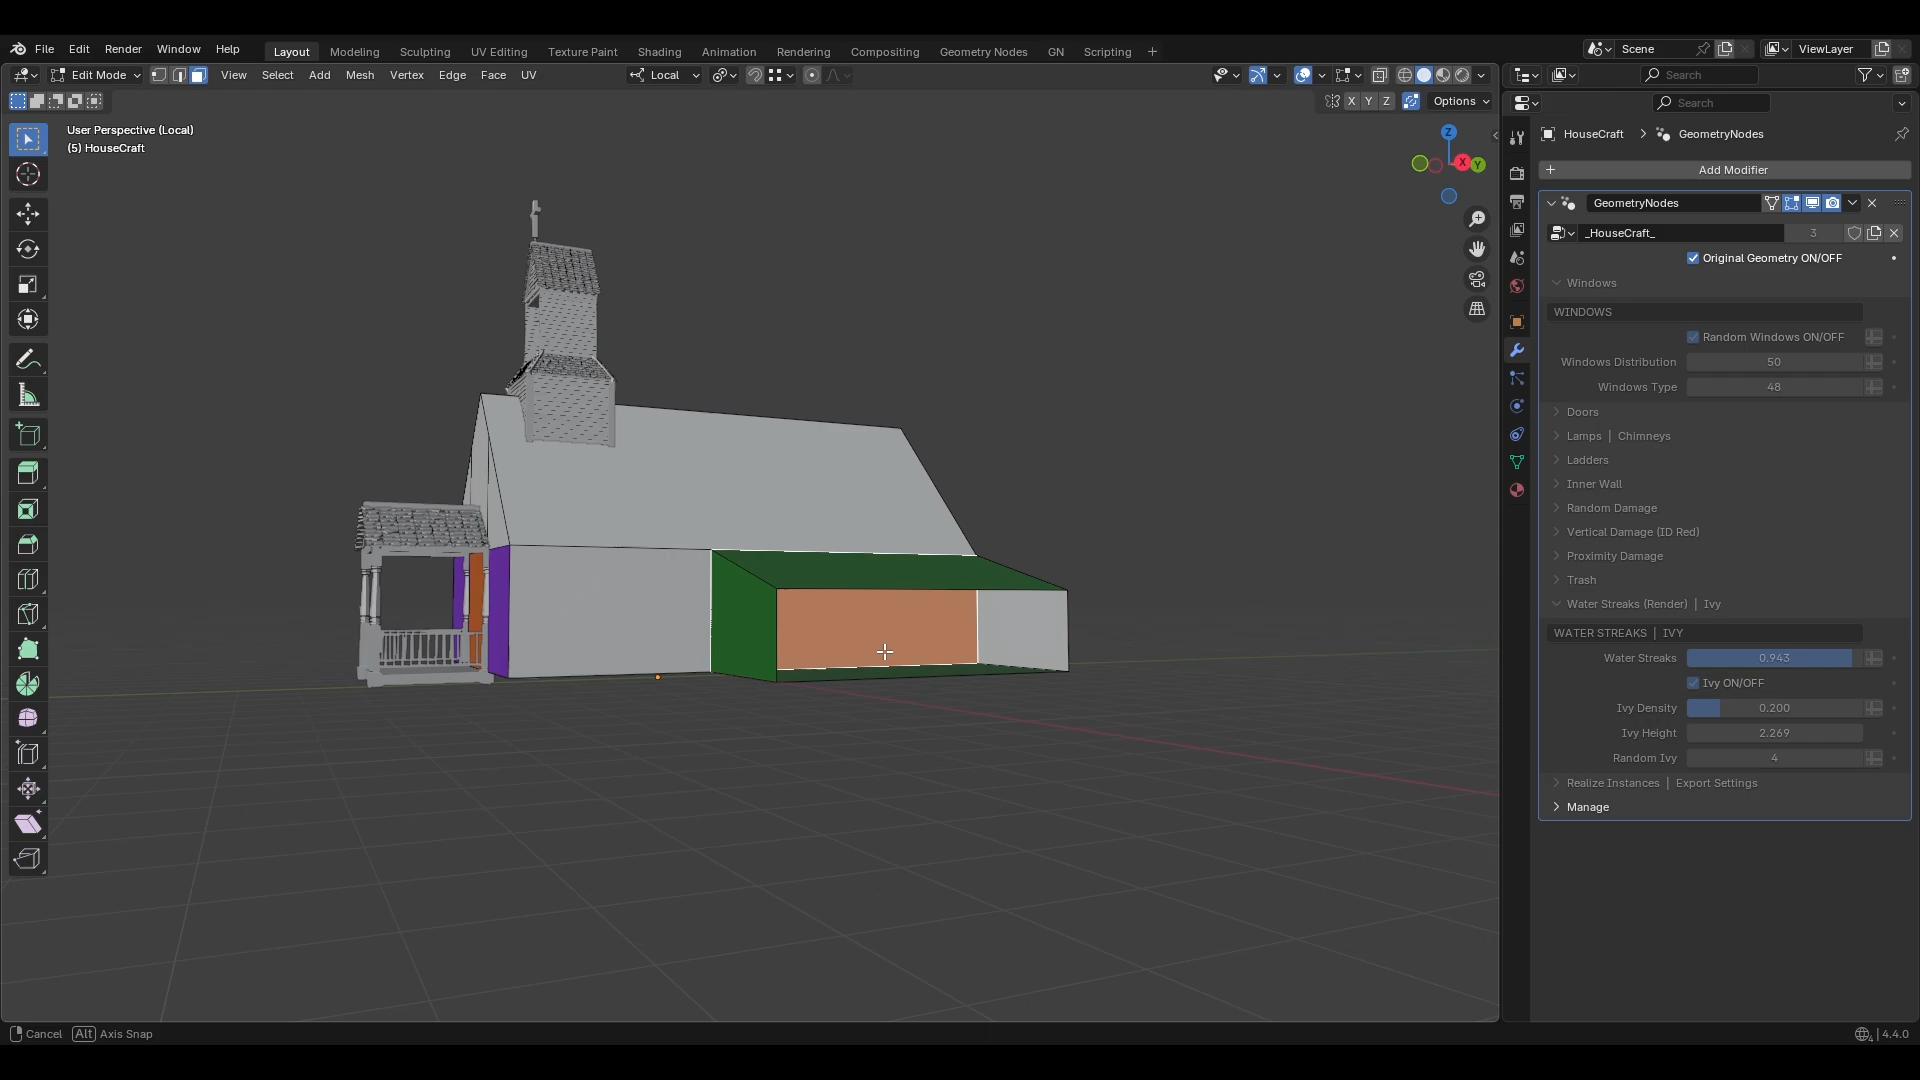 File Edit Render Window Help Layout Modeling Sculpting UV Editing Texture Paint Shading Animation Rendering Compositing Geometry Nodes GN Scripting + Scene ViewLayer
Edit Mode View Select Add Mesh Vertex Edge Face UV Local Search
X Y Z Options Search
User Perspective (Local)
(5) HouseCraft
Z
X Y
HouseCraft > GeometryNodes
+ Add Modifier
GeometryNodes
_HouseCraft_ 3
Original Geometry ON/OFF
Windows
WINDOWS
Random Windows ON/OFF
Windows Distribution 50
Windows Type 48
Doors
Lamps | Chimneys
Ladders
Inner Wall
Random Damage
Vertical Damage (ID Red)
Proximity Damage
Trash
Water Streaks (Render) | Ivy
WATER STREAKS | IVY
Water Streaks 0.943
Ivy ON/OFF
Ivy Density 0.200
Ivy Height 2.269
Random Ivy 4
Realize Instances | Export Settings
Manage
Cancel Alt Axis Snap
4 | 4.4.0